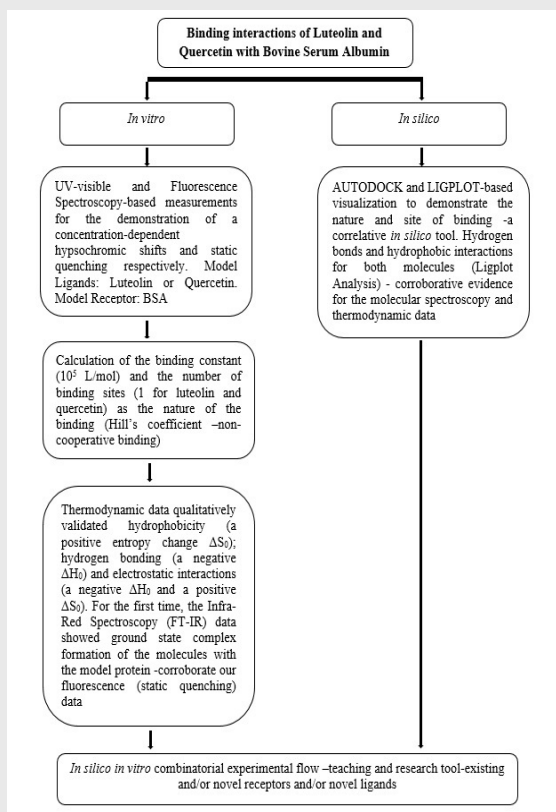 Binding interactions of Luteolin and
Quercetin with Bovine Serum Albumin
In vitro
In silico
UV-visible and Fluorescence
Spectroscopy-based measurements
for the demonstration of a
concentration-dependent
hypsochromic shifts and static
quenching respectively. Model
Ligands: Luteolin or Quercetin.
Model Receptor: BSA
AUTODOCK and LIGPLOT-based
visualization to demonstrate the
nature and site of binding -a
correlative in silico tool. Hydrogen
bonds and hydrophobic interactions
for both molecules (Ligplot
Analysis) - corroborative evidence
for the molecular spectroscopy and
thermodynamic data
Calculation of the binding constant
(10⁵ L/mol) and the number of
binding sites (1 for luteolin and
quercetin) as the nature of the
binding (Hill's coefficient –non-
cooperative binding)
Thermodynamic data qualitatively
validated hydrophobicity (a
positive entropy change ΔS₀);
hydrogen bonding (a negative
ΔH₀) and electrostatic interactions
(a negative ΔH₀ and a positive
ΔS₀). For the first time, the Infra-
Red Spectroscopy (FT-IR) data
showed ground state complex
formation of the molecules with
the model protein -corroborate our
fluorescence (static quenching)
data
In silico in vitro combinatorial experimental flow –teaching and research tool-existing
and/or novel receptors and/or novel ligands